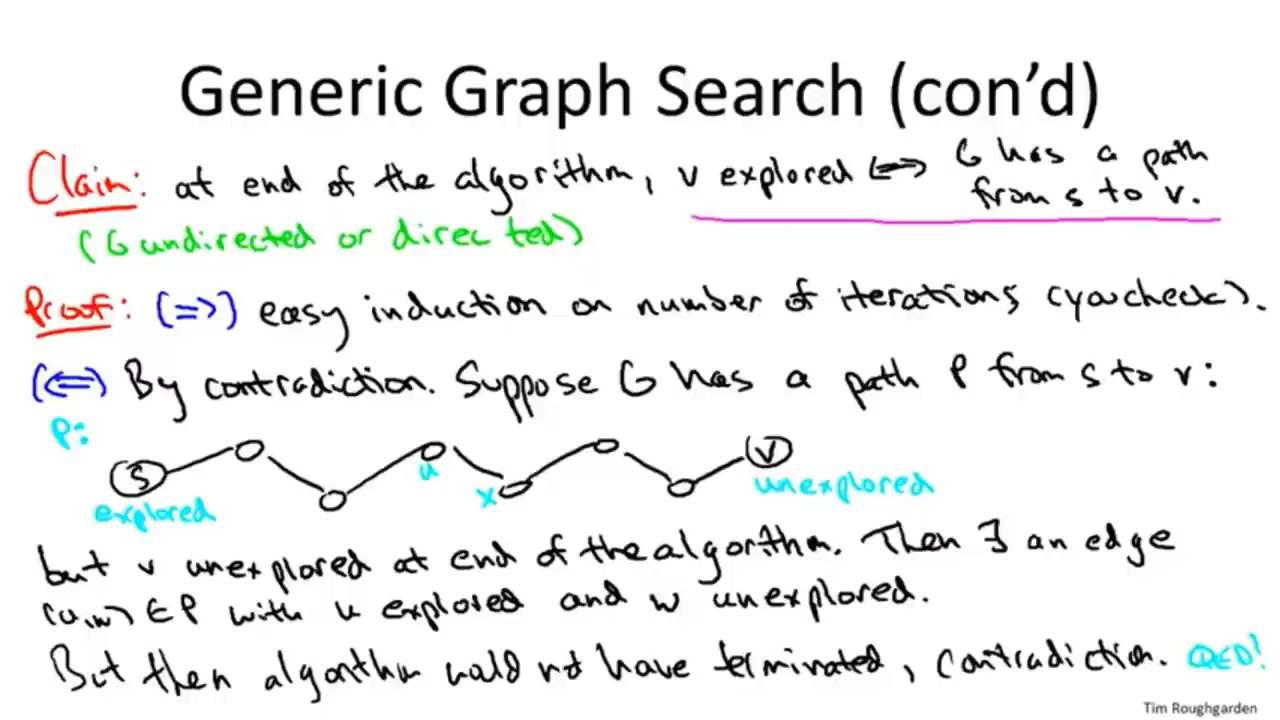 Generic Graph Search (con'd)
Claim: at end of the algorithm, v explored <=> G has a path
from s to v.
(G undirected or directed)
Proof: (=>) easy induction on number of iterations (you check).
(<=) By contradiction. Suppose G has a path P from s to v:
P:
S u x V
explored unexplored
but v unexplored at end of the algorithm. Then ∃ an edge
(u,w) ∈ P with u explored and w unexplored.
But then algorithm would not have terminated, contradiction. QED!
Tim Roughgarden